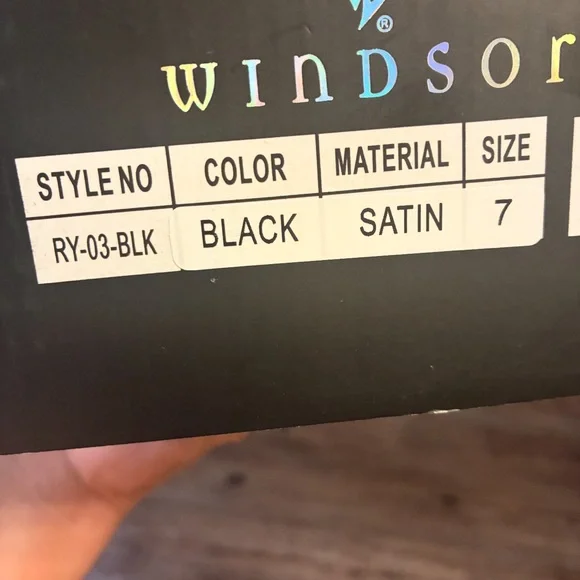 ®
WINDSOR
STYLE NO COLOR MATERIAL SIZE
RY-03-BLK BLACK SATIN 7